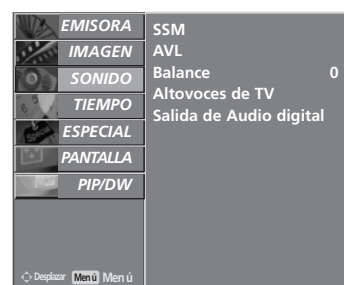 EMISORA
IMAGEN
SONIDO
TIEMPO
ESPECIAL
PANTALLA
PIP/DW
Desplazar Menú Menú
SSM
AVL
Balance 0
Altovoces de TV
Salida de Audio digital